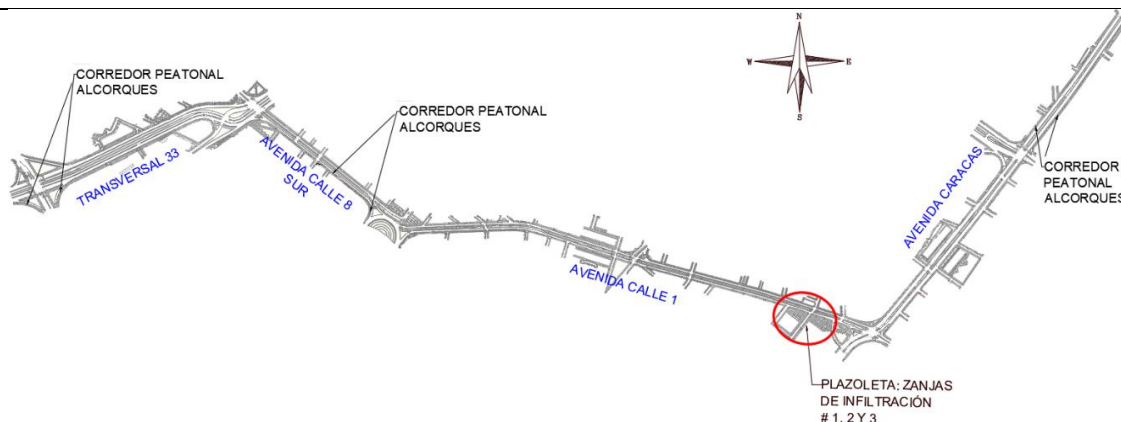 N
W
E
S
CORREDOR PEATONAL
ALCORQUES
CORREDOR PEATONAL
ALCORQUES
TRANSVERSAL 33
AVENIDA CALLE 8
SUR
AVENIDA CARACAS
CORREDOR
PEATONAL
ALCORQUES
AVENIDA CALLE 1
PLAZOLETA: ZANJAS
DE INFILTRACIÓN
# 1, 2 Y 3